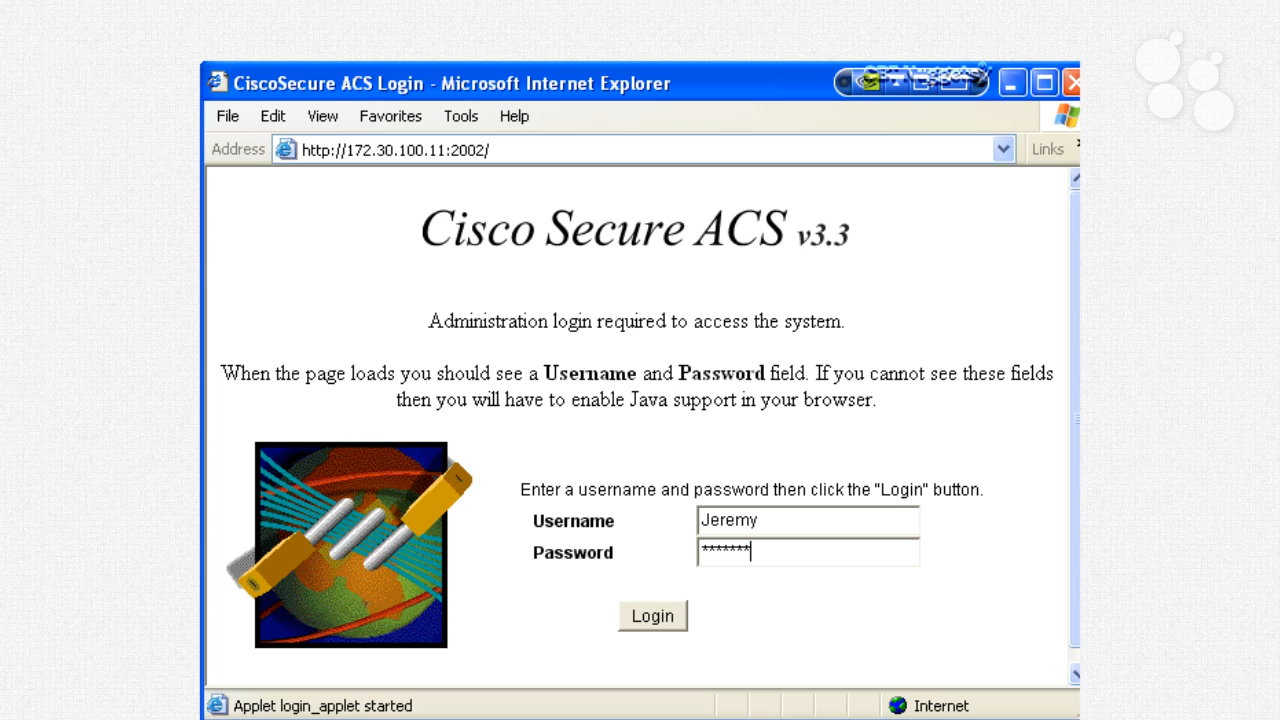 CiscoSecure ACS Login - Microsoft Internet Explorer
File Edit View Favorites Tools Help
Address http://172.30.100.11:2002/ Links
Cisco Secure ACS v3.3
Administration login required to access the system.
When the page loads you should see a Username and Password field. If you cannot see these fields
then you will have to enable Java support in your browser.
Enter a username and password then click the "Login" button.
Username Jeremy
Password *******
Login
Applet login_applet started Internet